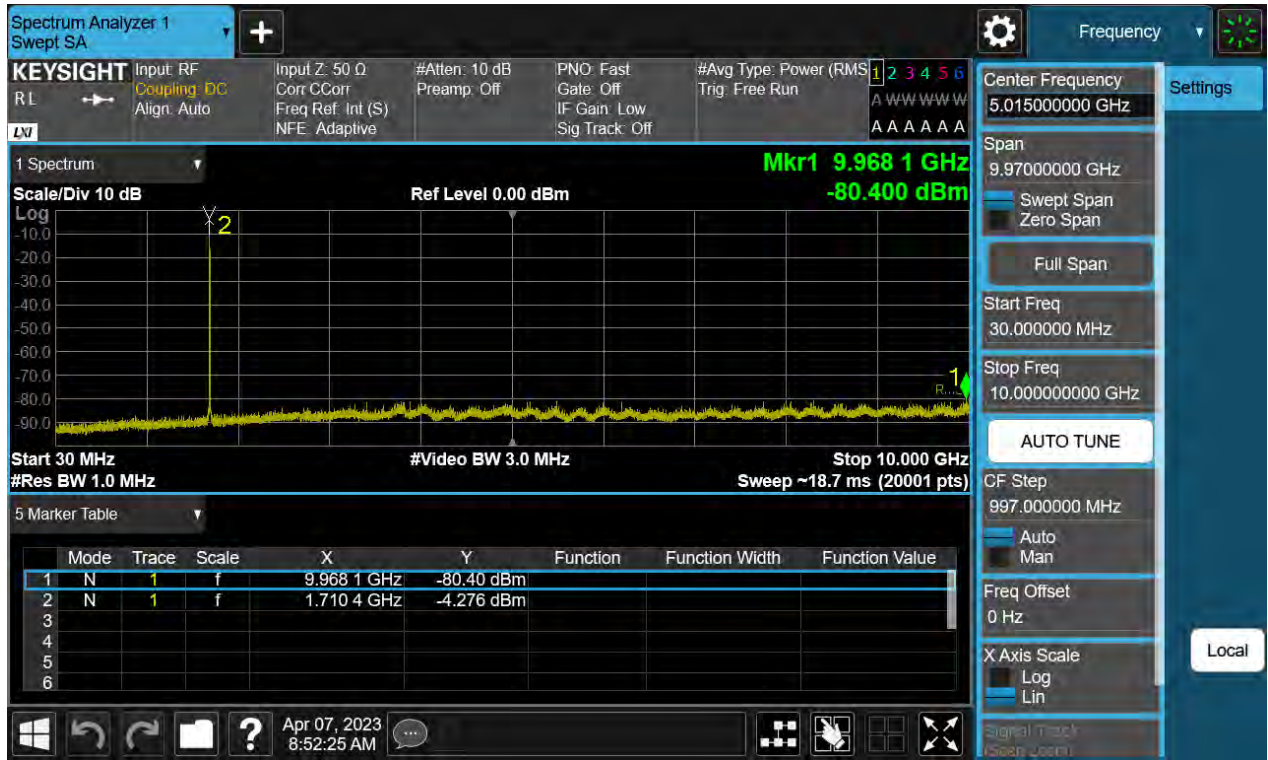 Spectrum Analyzer 1
Swept SA
+
Frequency
KEYSIGHT
RL
LXI
Input: RF
Coupling: DC
Align: Auto
Input Z: 50 Ω
Corr CCorr
Freq Ref: Int (S)
NFE: Adaptive
#Atten: 10 dB
Preamp: Off
PNO: Fast
Gate: Off
IF Gain: Low
Sig Track: Off
#Avg Type: Power (RMS
Trig: Free Run
1 2 3 4 5 6
A W W W W W
A A A A A A
1 Spectrum
Mkr1 9.968 1 GHz
-80.400 dBm
Scale/Div 10 dB
Ref Level 0.00 dBm
Log
2
-10.0
-20.0
-30.0
-40.0
-50.0
-60.0
-70.0
-80.0
-90.0
1
Start 30 MHz
#Video BW 3.0 MHz
Stop 10.000 GHz
#Res BW 1.0 MHz
Sweep ~18.7 ms (20001 pts)
5 Marker Table
Mode Trace Scale X Y Function Function Width Function Value
1 N 1 f 9.968 1 GHz -80.40 dBm
2 N 1 f 1.710 4 GHz -4.276 dBm
3
4
5
6
Apr 07, 2023
8:52:25 AM
?
Center Frequency
5.015000000 GHz
Settings
Span
9.97000000 GHz
Swept Span
Zero Span
Full Span
Start Freq
30.000000 MHz
Stop Freq
10.000000000 GHz
AUTO TUNE
CF Step
997.000000 MHz
Auto
Man
Freq Offset
0 Hz
X Axis Scale
Log
Lin
Local
Signal Track
(Span Zoom)